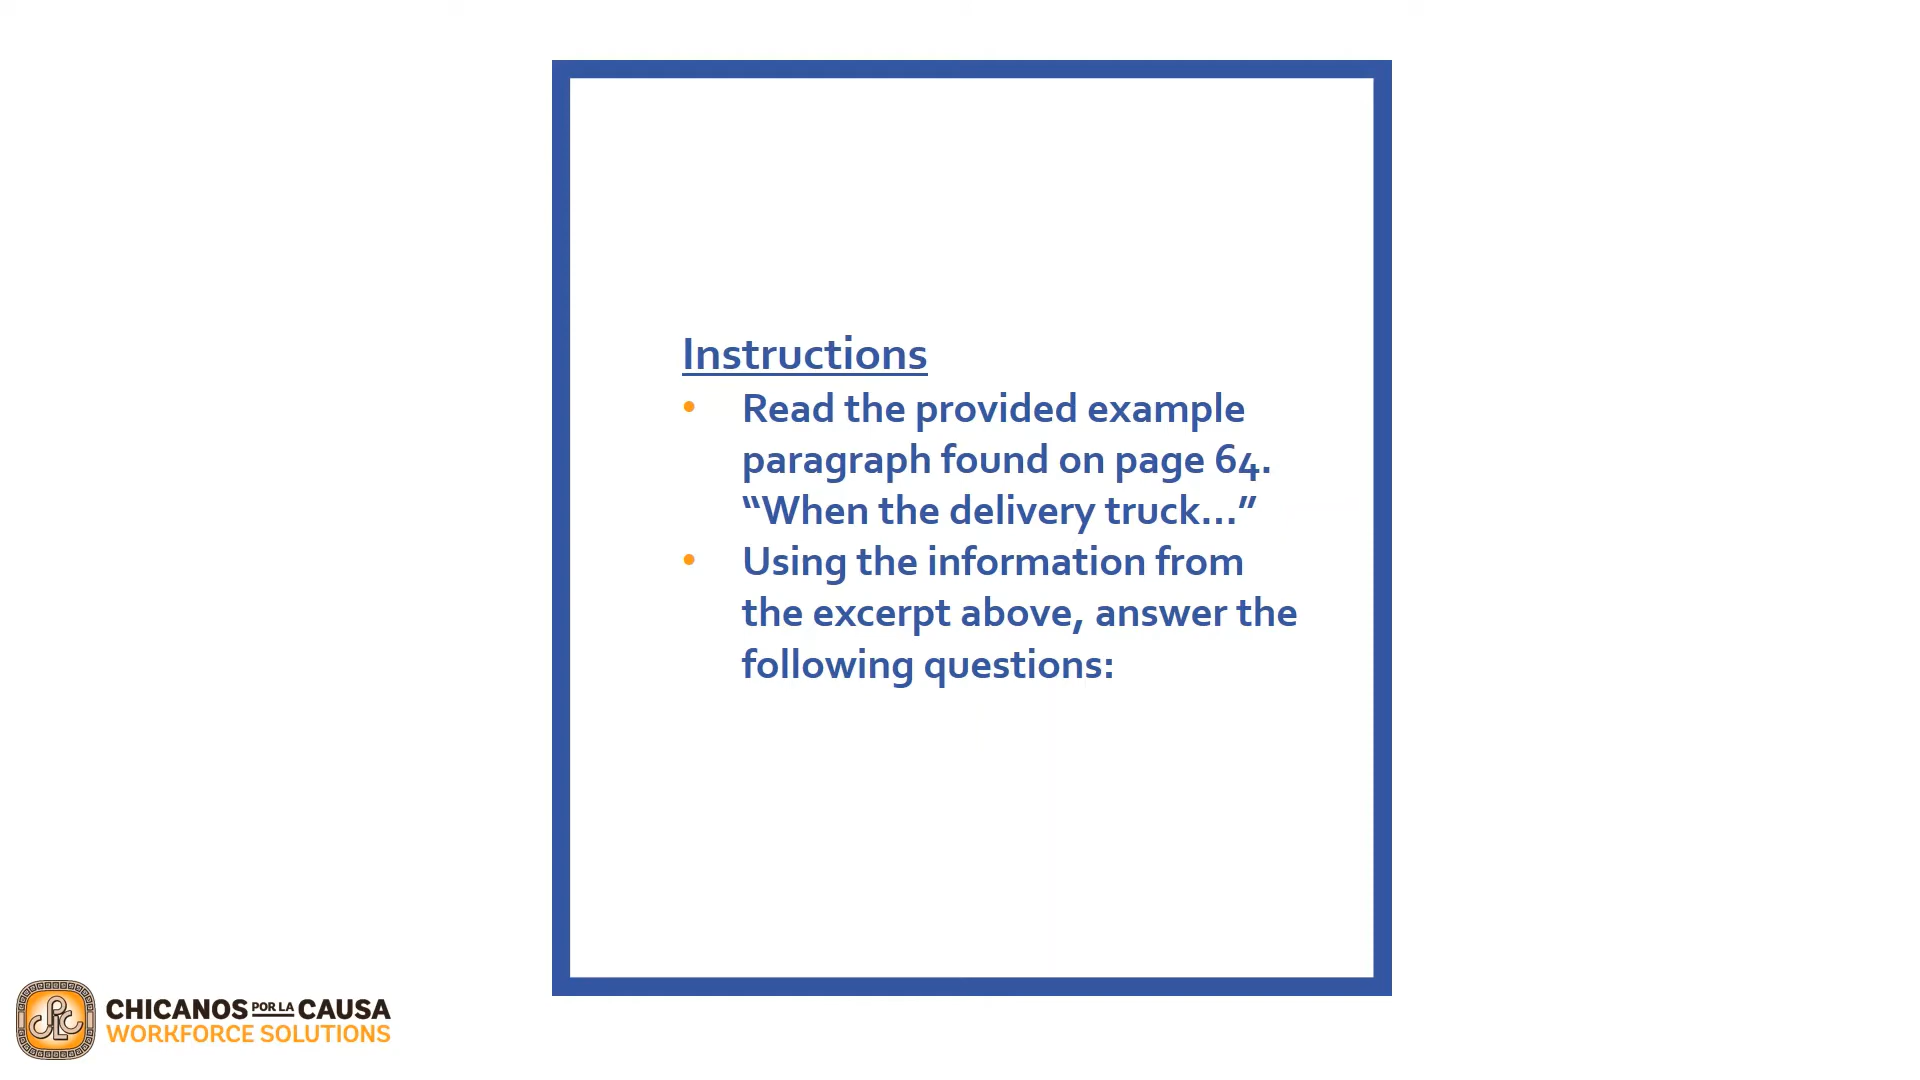 Instructions
• Read the provided example
paragraph found on page 64.
“When the delivery truck...”
• Using the information from
the excerpt above, answer the
following questions:
CHICANOS POR LA CAUSA
WORKFORCE SOLUTIONS